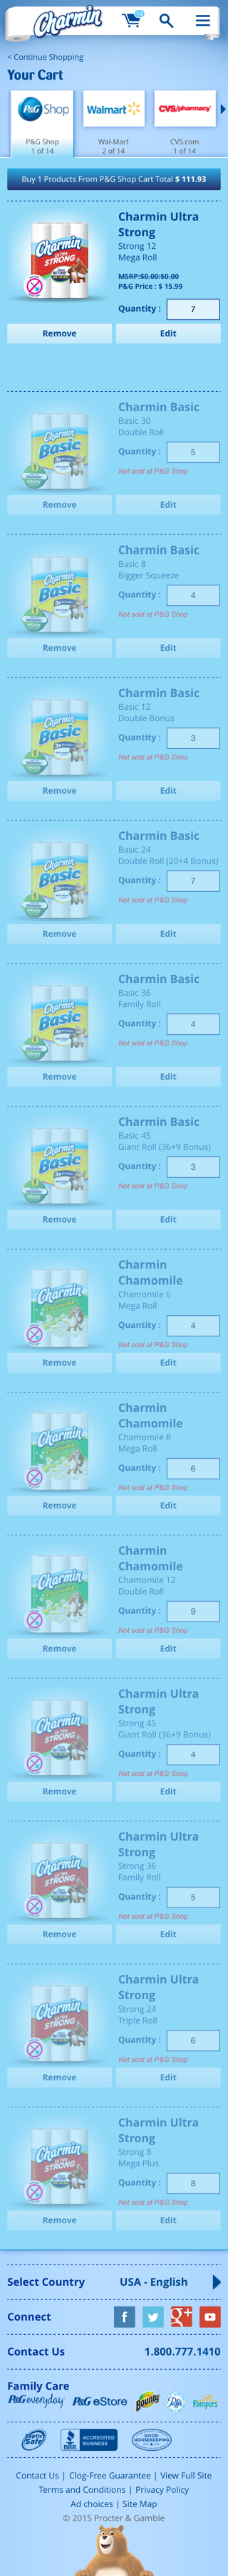 Charmin
< Continue Shopping
Your Cart
P&G Shop
Walmart
CVS/pharmacy
P&G Shop
1 of 14
Wal-Mart
2 of 14
CVS.com
1 of 14
Buy 1 Products From P&G Shop Cart Total $ 111.93
Charmin Ultra
Strong
Strong 12
Mega Roll
MSRP:$0.00:$0.00
P&G Price : $ 15.99
Quantity : 7
Remove
Edit
Charmin Basic
Basic 30
Double Roll
Quantity : 5
Not sold at P&G Shop
Remove
Edit
Charmin Basic
Basic 8
Bigger Squeeze
Quantity : 4
Not sold at P&G Shop
Remove
Edit
Charmin Basic
Basic 12
Double Bonus
Quantity : 3
Not sold at P&G Shop
Remove
Edit
Charmin Basic
Basic 24
Double Roll (20+4 Bonus)
Quantity : 7
Not sold at P&G Shop
Remove
Edit
Charmin Basic
Basic 36
Family Roll
Quantity : 4
Not sold at P&G Shop
Remove
Edit
Charmin Basic
Basic 45
Giant Roll (36+9 Bonus)
Quantity : 3
Not sold at P&G Shop
Remove
Edit
Charmin
Chamomile
Chamomile 6
Mega Roll
Quantity : 4
Not sold at P&G Shop
Remove
Edit
Charmin
Chamomile
Chamomile 8
Mega Roll
Quantity : 6
Not sold at P&G Shop
Remove
Edit
Charmin
Chamomile
Chamomile 12
Double Roll
Quantity : 9
Not sold at P&G Shop
Remove
Edit
Charmin Ultra
Strong
Strong 45
Giant Roll (36+9 Bonus)
Quantity : 4
Not sold at P&G Shop
Remove
Edit
Charmin Ultra
Strong
Strong 36
Family Roll
Quantity : 5
Not sold at P&G Shop
Remove
Edit
Charmin Ultra
Strong
Strong 24
Triple Roll
Quantity : 6
Not sold at P&G Shop
Remove
Edit
Charmin Ultra
Strong
Strong 8
Mega Plus
Quantity : 8
Not sold at P&G Shop
Remove
Edit
Select Country
USA - English
Connect
Contact Us
1.800.777.1410
Family Care
P&G everyday
P&G eStore
Bounty
Puffs
Pampers
Septic Safe
BBB ACCREDITED BUSINESS
GOOD HOUSEKEEPING
Contact Us | Clog-Free Guarantee | View Full Site
Terms and Conditions | Privacy Policy
Ad choices | Site Map
© 2015 Procter & Gamble